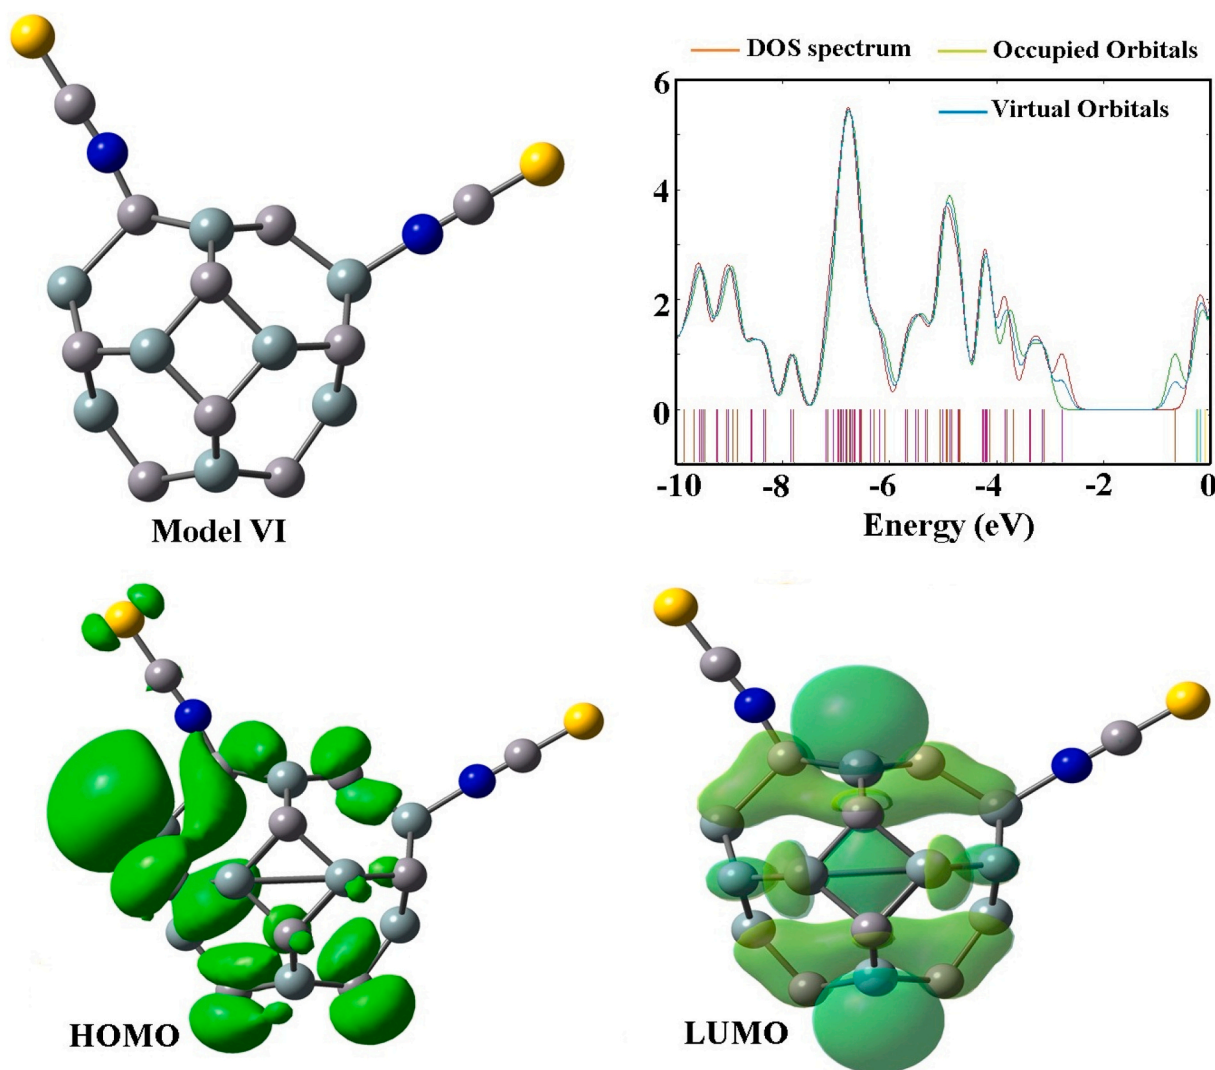 DOS spectrum
Occupied Orbitals
Virtual Orbitals
6
4
2
0
-10
-8
-6
-4
-2
0
Energy (eV)
Model VI
HOMO
LUMO